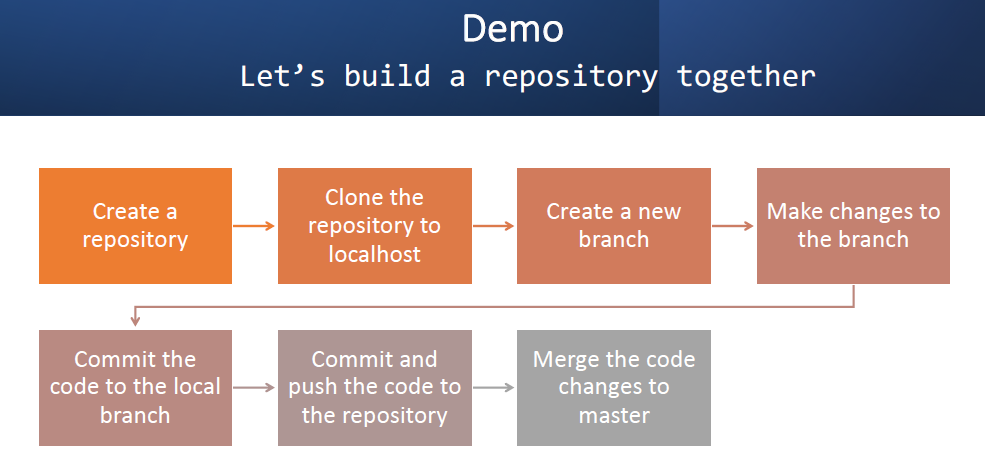 Demo
Let’s build a repository together
Create a
repository
Clone the
repository to
localhost
Create a new
branch
Make changes to
the branch
Commit the
code to the local
branch
Commit and
push the code to
the repository
Merge the code
changes to
master